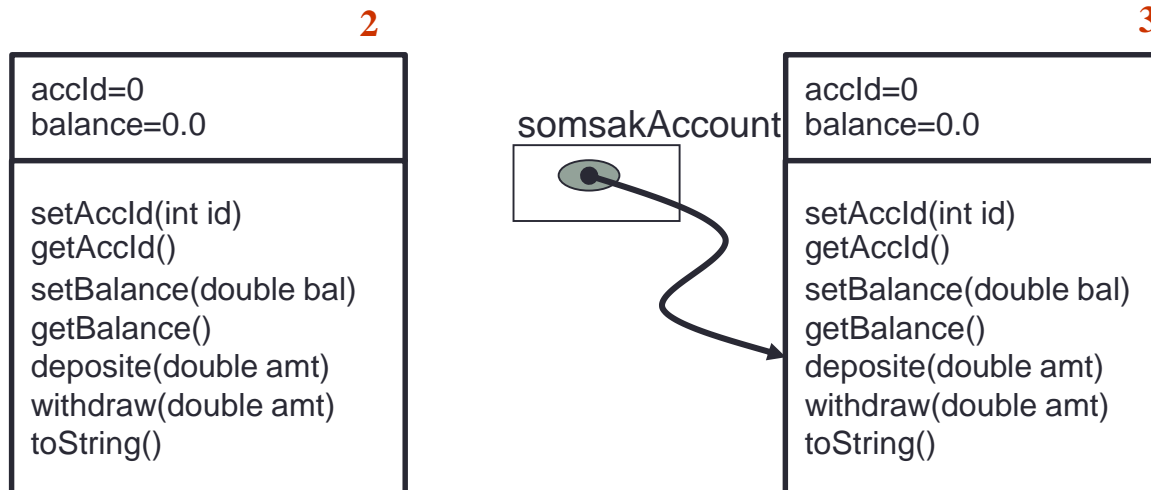 2
accId=0
balance=0.0
setAccId(int id)
getAccId()
setBalance(double bal)
getBalance()
deposite(double amt)
withdraw(double amt)
toString()
somsakAccount
3
accId=0
balance=0.0
setAccId(int id)
getAccId()
setBalance(double bal)
getBalance()
deposite(double amt)
withdraw(double amt)
toString()